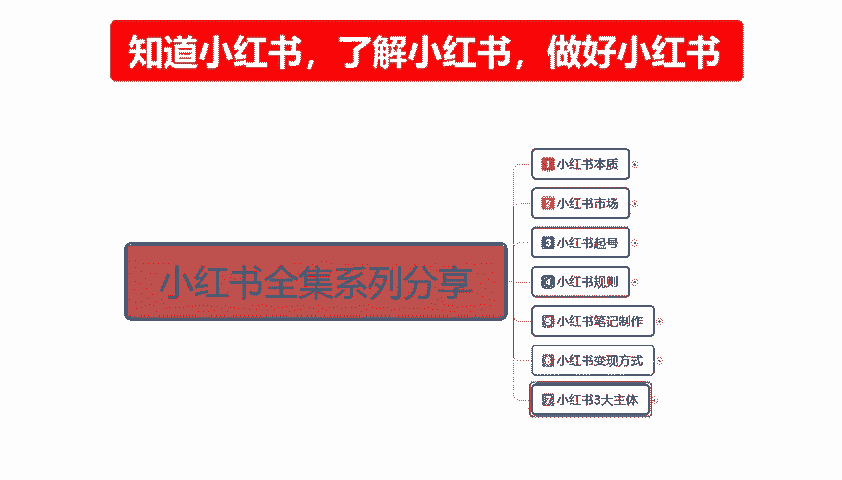 知道小红书，了解小红书，做好小红书
小红书全集系列分享
1 小红书本质
2 小红书市场
3 小红书起号
4 小红书规则
5 小红书笔记制作
6 小红书变现方式
7 小红书3大主体